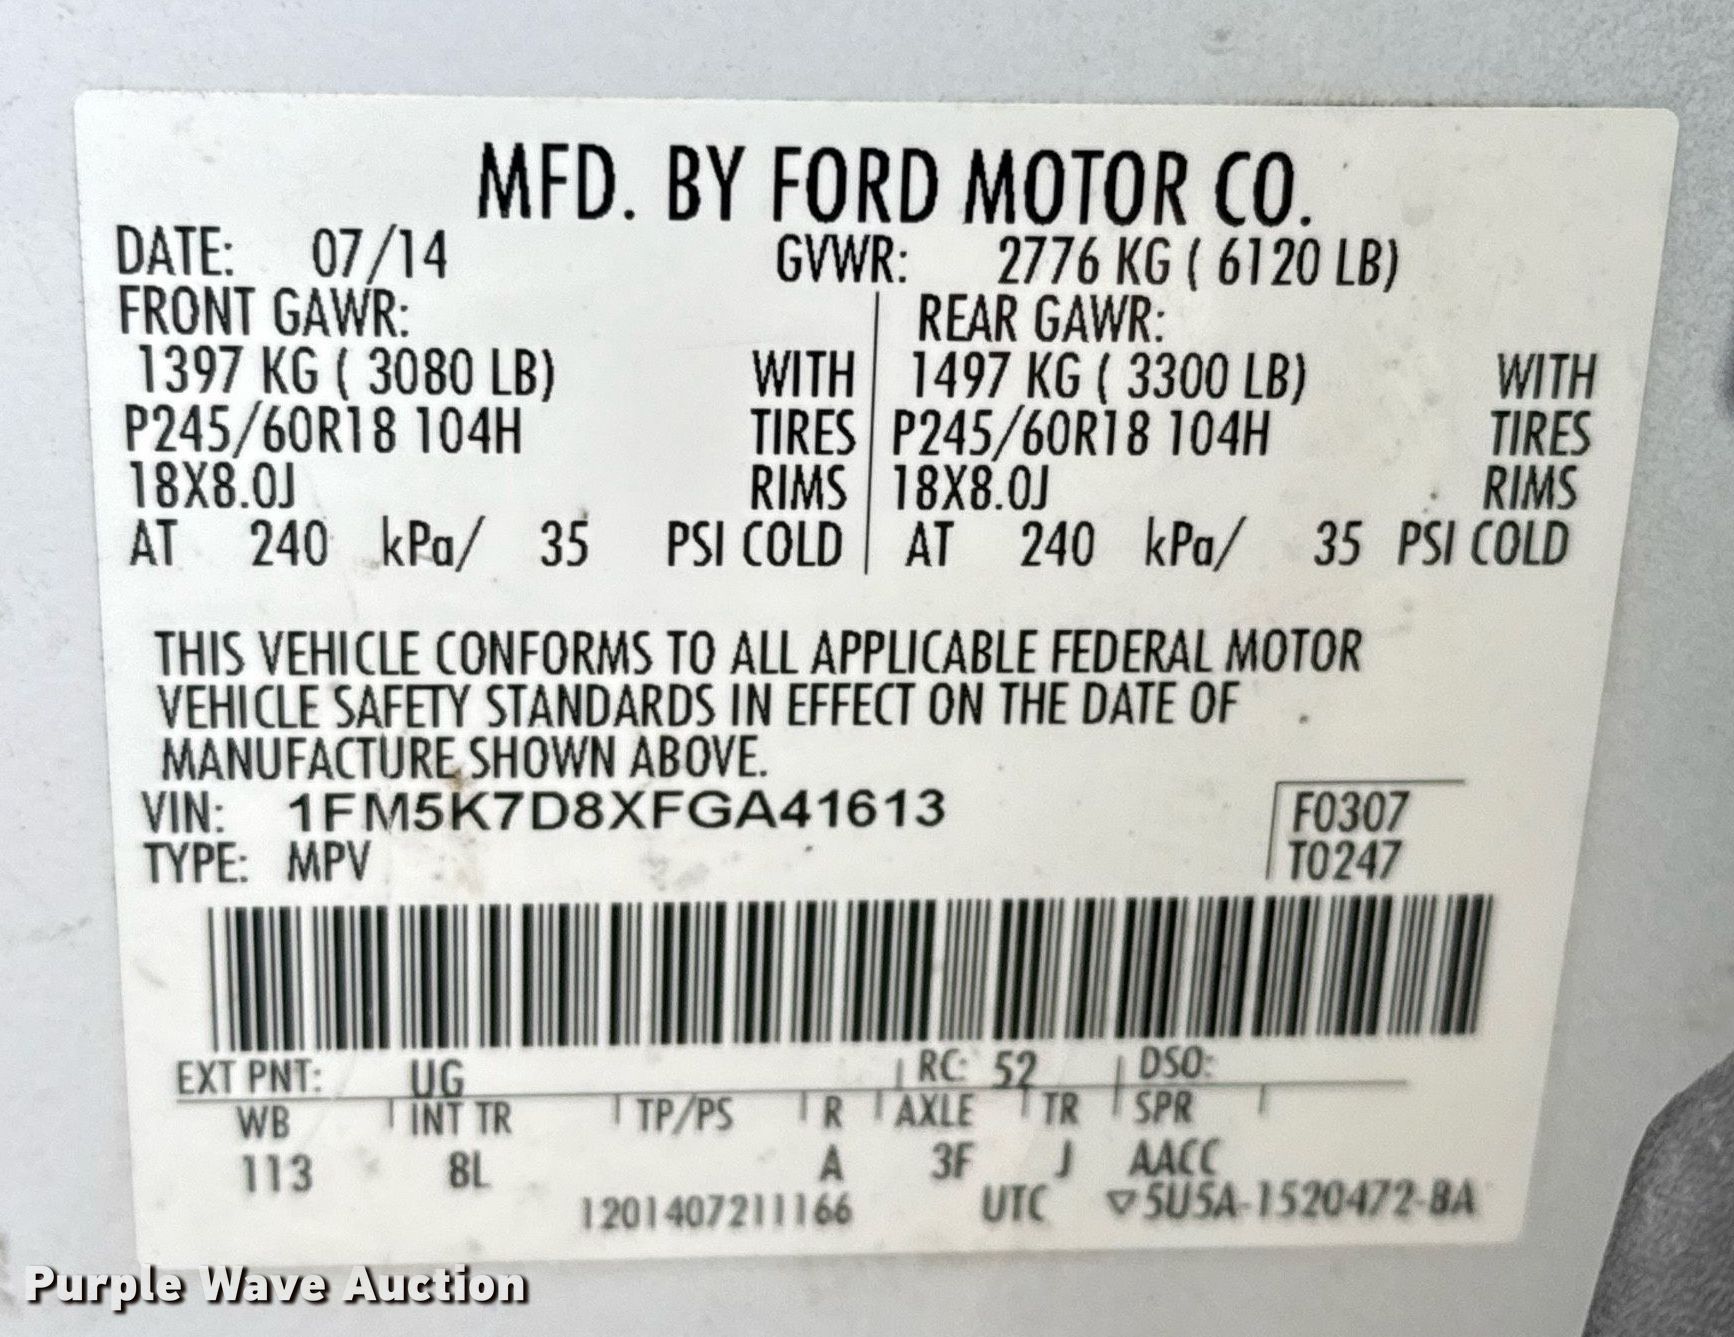 MFD. BY FORD MOTOR CO.
DATE: 07/14 GVWR: 2776 KG ( 6120 LB)
FRONT GAWR: REAR GAWR:
1397 KG ( 3080 LB) WITH 1497 KG ( 3300 LB) WITH
P245/60R18 104H TIRES P245/60R18 104H TIRES
18X8.0J RIMS 18X8.0J RIMS
AT 240 kPa/ 35 PSI COLD AT 240 kPa/ 35 PSI COLD
THIS VEHICLE CONFORMS TO ALL APPLICABLE FEDERAL MOTOR
VEHICLE SAFETY STANDARDS IN EFFECT ON THE DATE OF
MANUFACTURE SHOWN ABOVE.
VIN: 1FM5K7D8XFGA41613 F0307
TYPE: MPV T0247
EXT PNT: UG RC: 52 DSO:
WB INT TR TP/PS R AXLE TR SPR
113 8L A 3F J AACC
1201407211166 UTC ▽5U5A-1520472-BA
Purple Wave Auction